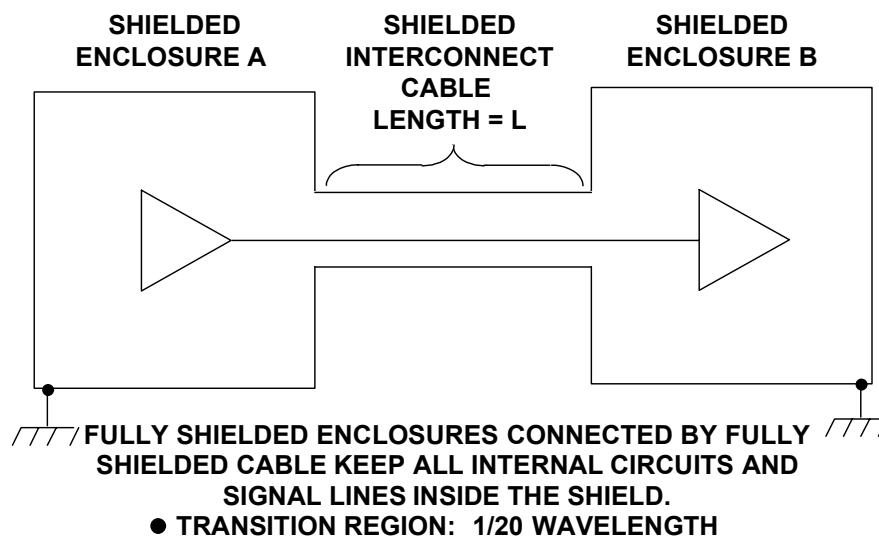 SHIELDED
ENCLOSURE A
SHIELDED
INTERCONNECT
CABLE
LENGTH = L
SHIELDED
ENCLOSURE B
FULLY SHIELDED ENCLOSURES CONNECTED BY FULLY
SHIELDED CABLE KEEP ALL INTERNAL CIRCUITS AND
SIGNAL LINES INSIDE THE SHIELD.
● TRANSITION REGION: 1/20 WAVELENGTH